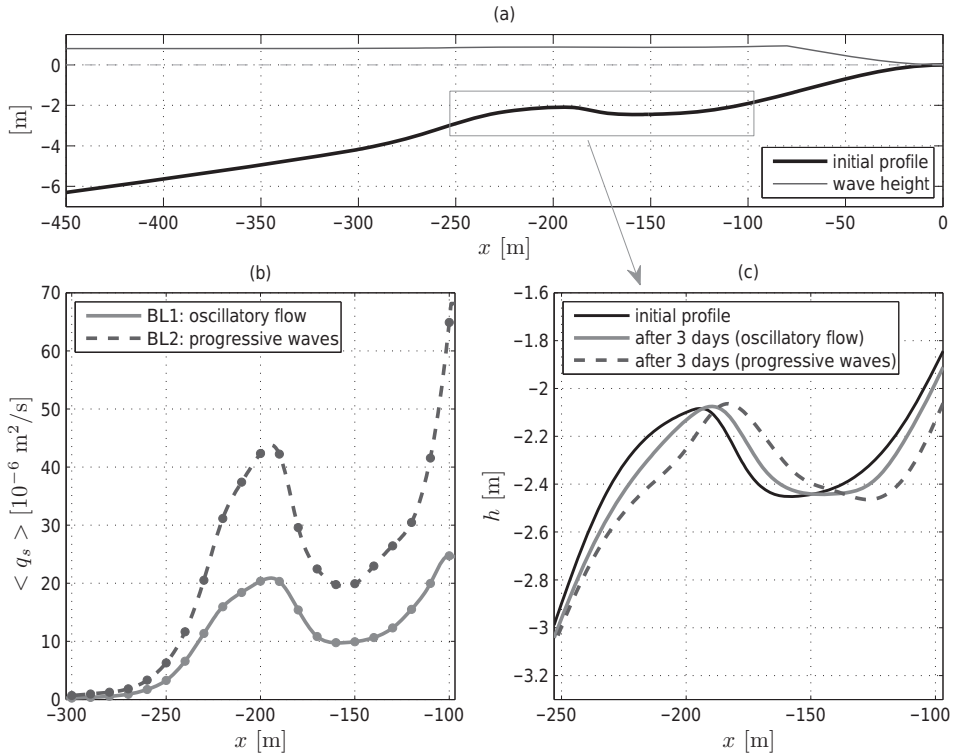 (a)
0
−2
−4
−6
[m]
−450 −400 −350 −300 −250 −200 −150 −100 −50 0
x [m]
initial profile
wave height
(b)
70
60
50
40
30
20
10
0
< q_s > [10^−6 m^2/s]
BL1: oscillatory flow
BL2: progressive waves
−300 −250 −200 −150 −100
x [m]
(c)
−1.6
−1.8
−2
−2.2
−2.4
−2.6
−2.8
−3
−3.2
h [m]
initial profile
after 3 days (oscillatory flow)
after 3 days (progressive waves)
−250 −200 −150 −100
x [m]